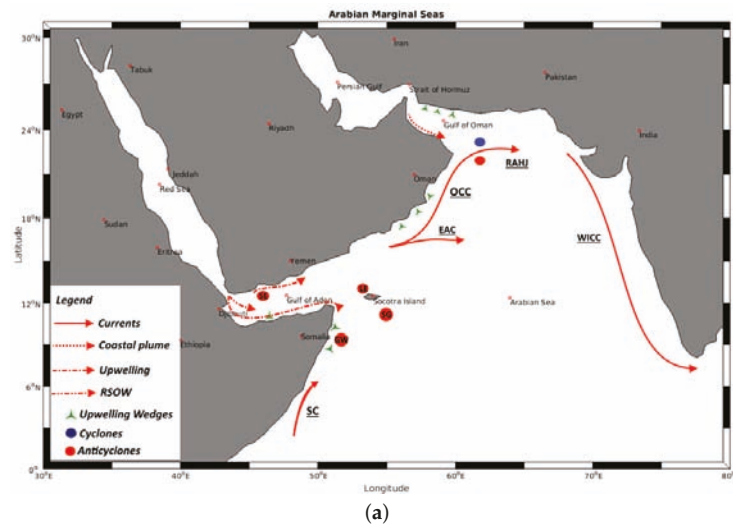 Arabian Marginal Seas
30°N
24°N
18°N
12°N
6°N
0°
Latitude
Iran
Tabuk
Persian Gulf
Strait of Hormuz
Pakistan
Egypt
Riyadh
Gulf of Oman
India
Jeddah
Red Sea
Oman
RAHJ
OCC
Sudan
EAC
WICC
Eritrea
Yemen
Legend
Currents
Coastal plume
Upwelling
RSOW
Upwelling Wedges
Cyclones
Anticyclones
Gulf of Aden
Socotra Island
Arabian Sea
SG
Djibouti
Ethiopia
Somalia
GW
SC
30°E
40°E
50°E
60°E
70°E
80°E
Longitude
(a)